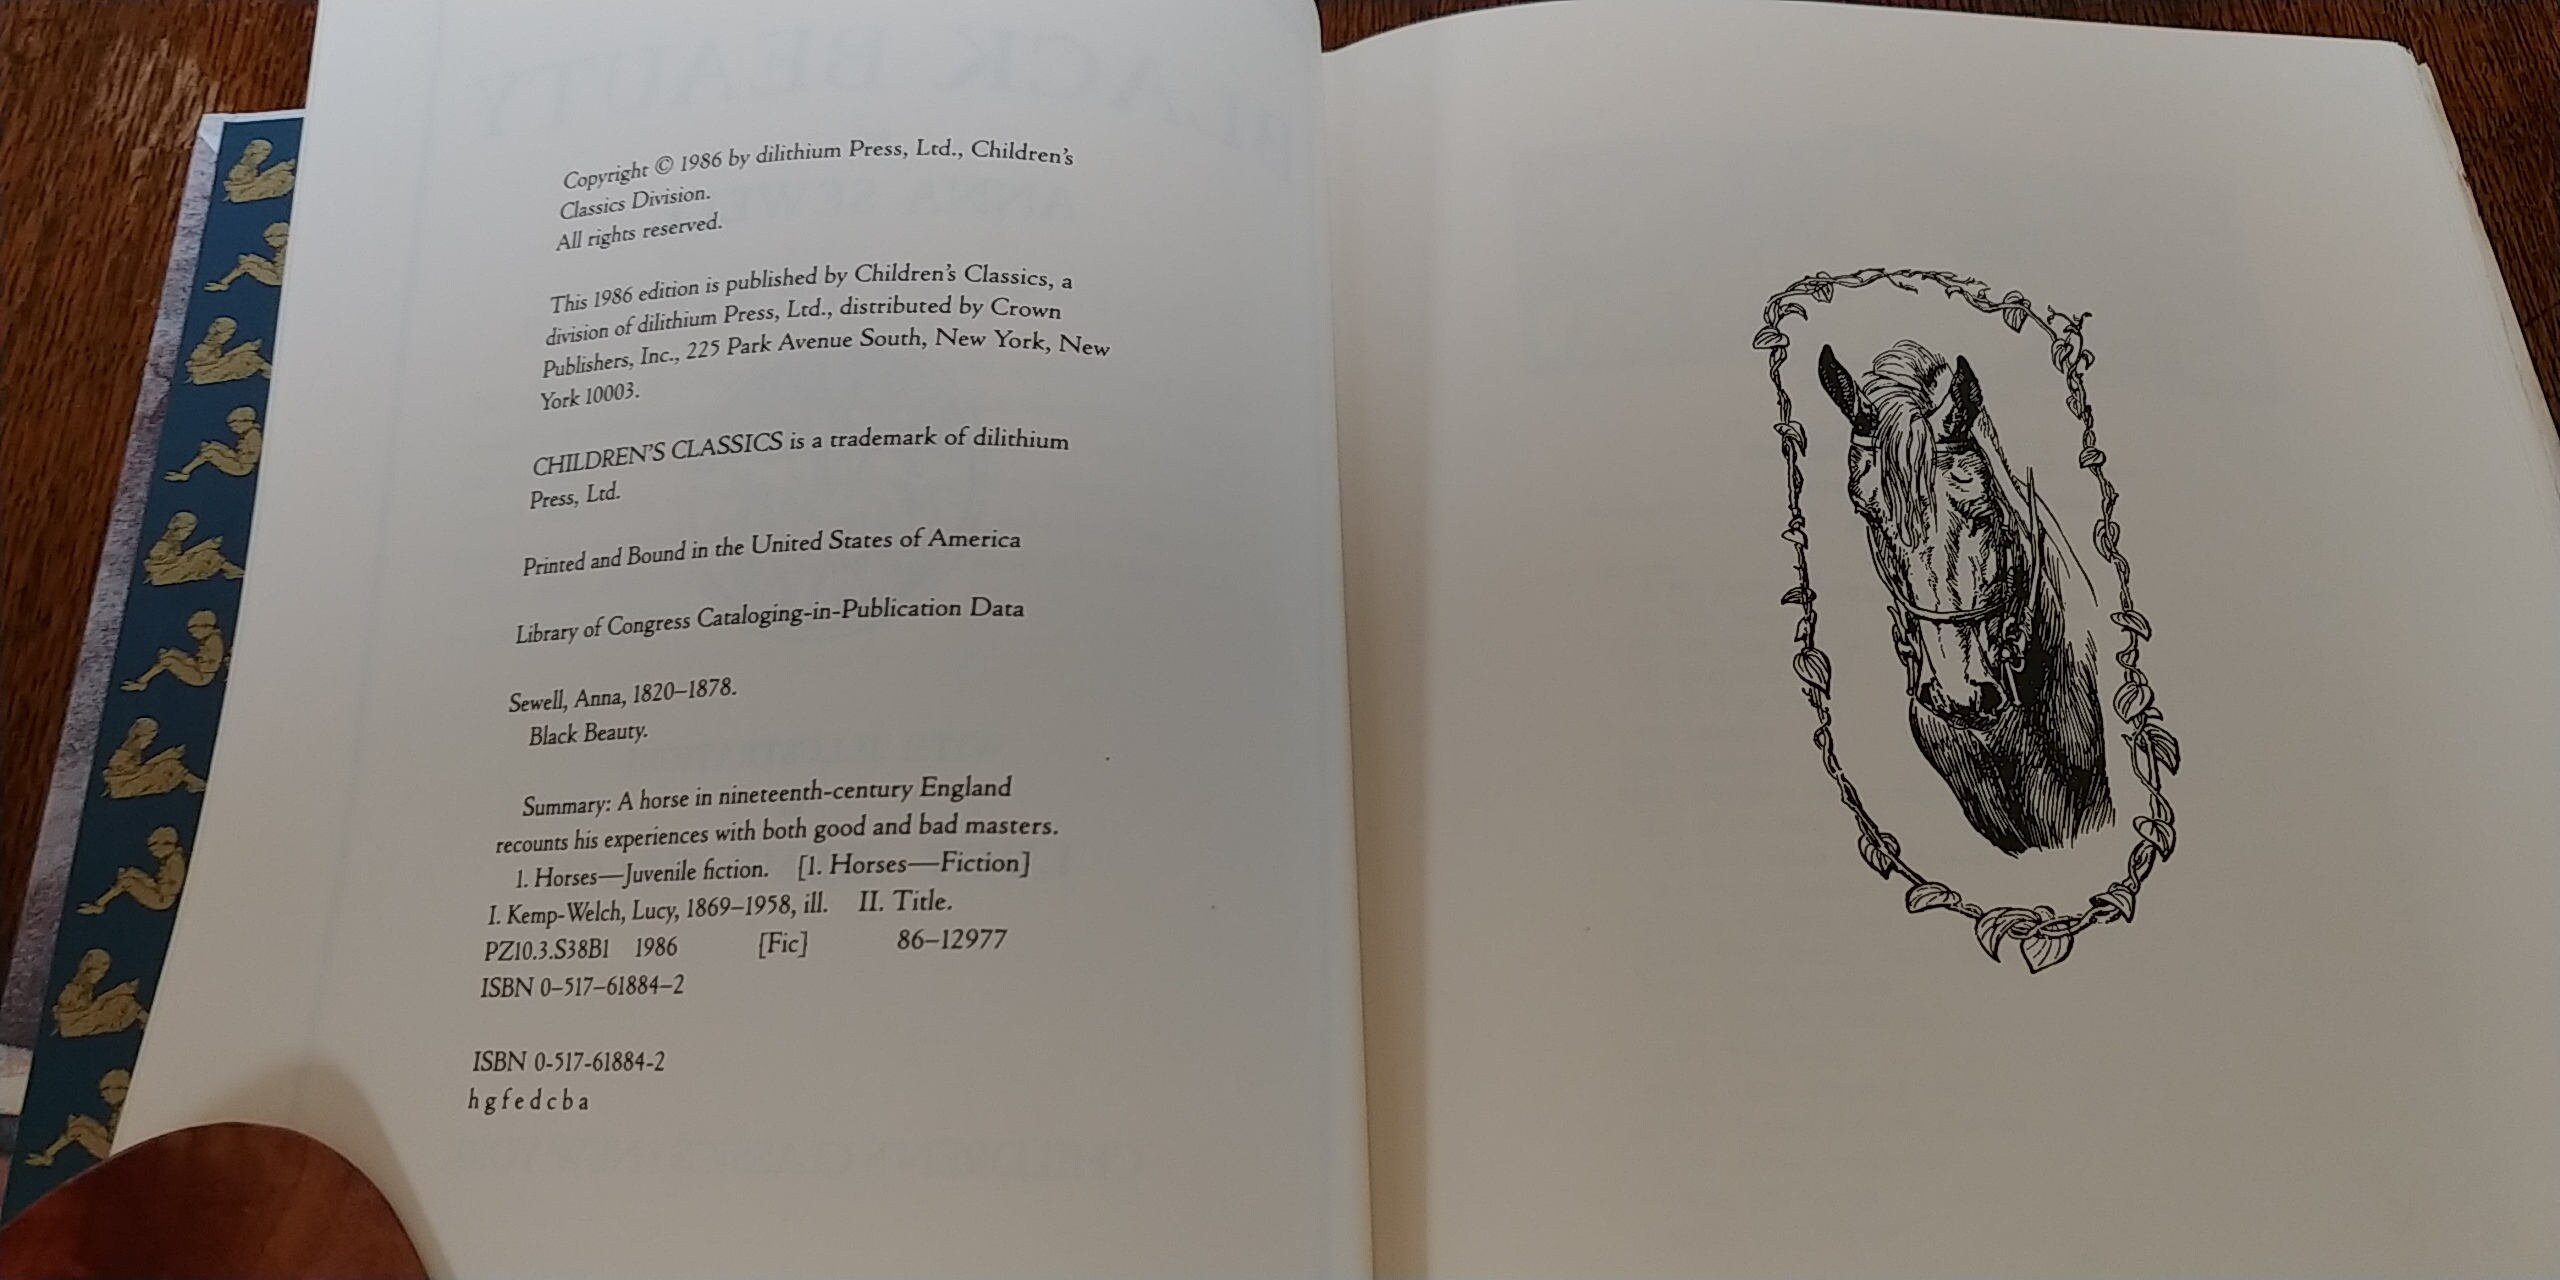 Copyright © 1986 by dilithium Press, Ltd., Children's
Classics Division.
All rights reserved.
This 1986 edition is published by Children's Classics, a
division of dilithium Press, Ltd., distributed by Crown
Publishers, Inc., 225 Park Avenue South, New York, New
York 10003.
CHILDREN'S CLASSICS is a trademark of dilithium
Press, Ltd.
Printed and Bound in the United States of America
Library of Congress Cataloging-in-Publication Data
Sewell, Anna, 1820–1878.
Black Beauty.
Summary: A horse in nineteenth-century England
recounts his experiences with both good and bad masters.
1. Horses—Juvenile fiction. [1. Horses—Fiction]
I. Kemp-Welch, Lucy, 1869–1958, ill. II. Title.
PZ10.3.S38Bl 1986 [Fic] 86–12977
ISBN 0–517–61884–2
ISBN 0-517-61884-2
h g f e d c b a